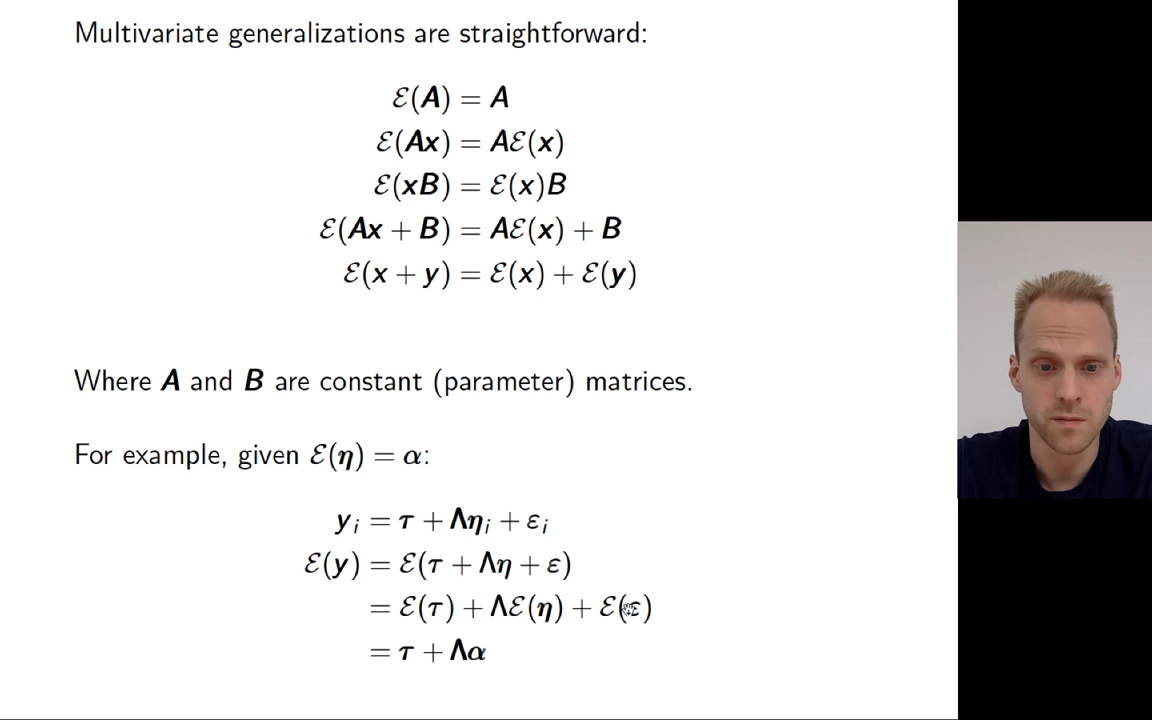 Multivariate generalizations are straightforward:
ℰ(A) = A
ℰ(Ax) = Aℰ(x)
ℰ(xB) = ℰ(x)B
ℰ(Ax + B) = Aℰ(x) + B
ℰ(x + y) = ℰ(x) + ℰ(y)
Where A and B are constant (parameter) matrices.
For example, given ℰ(η) = α:
yᵢ = τ + Ληᵢ + εᵢ
ℰ(y) = ℰ(τ + Λη + ε)
= ℰ(τ) + Λℰ(η) + ℰ(ε)
= τ + Λα